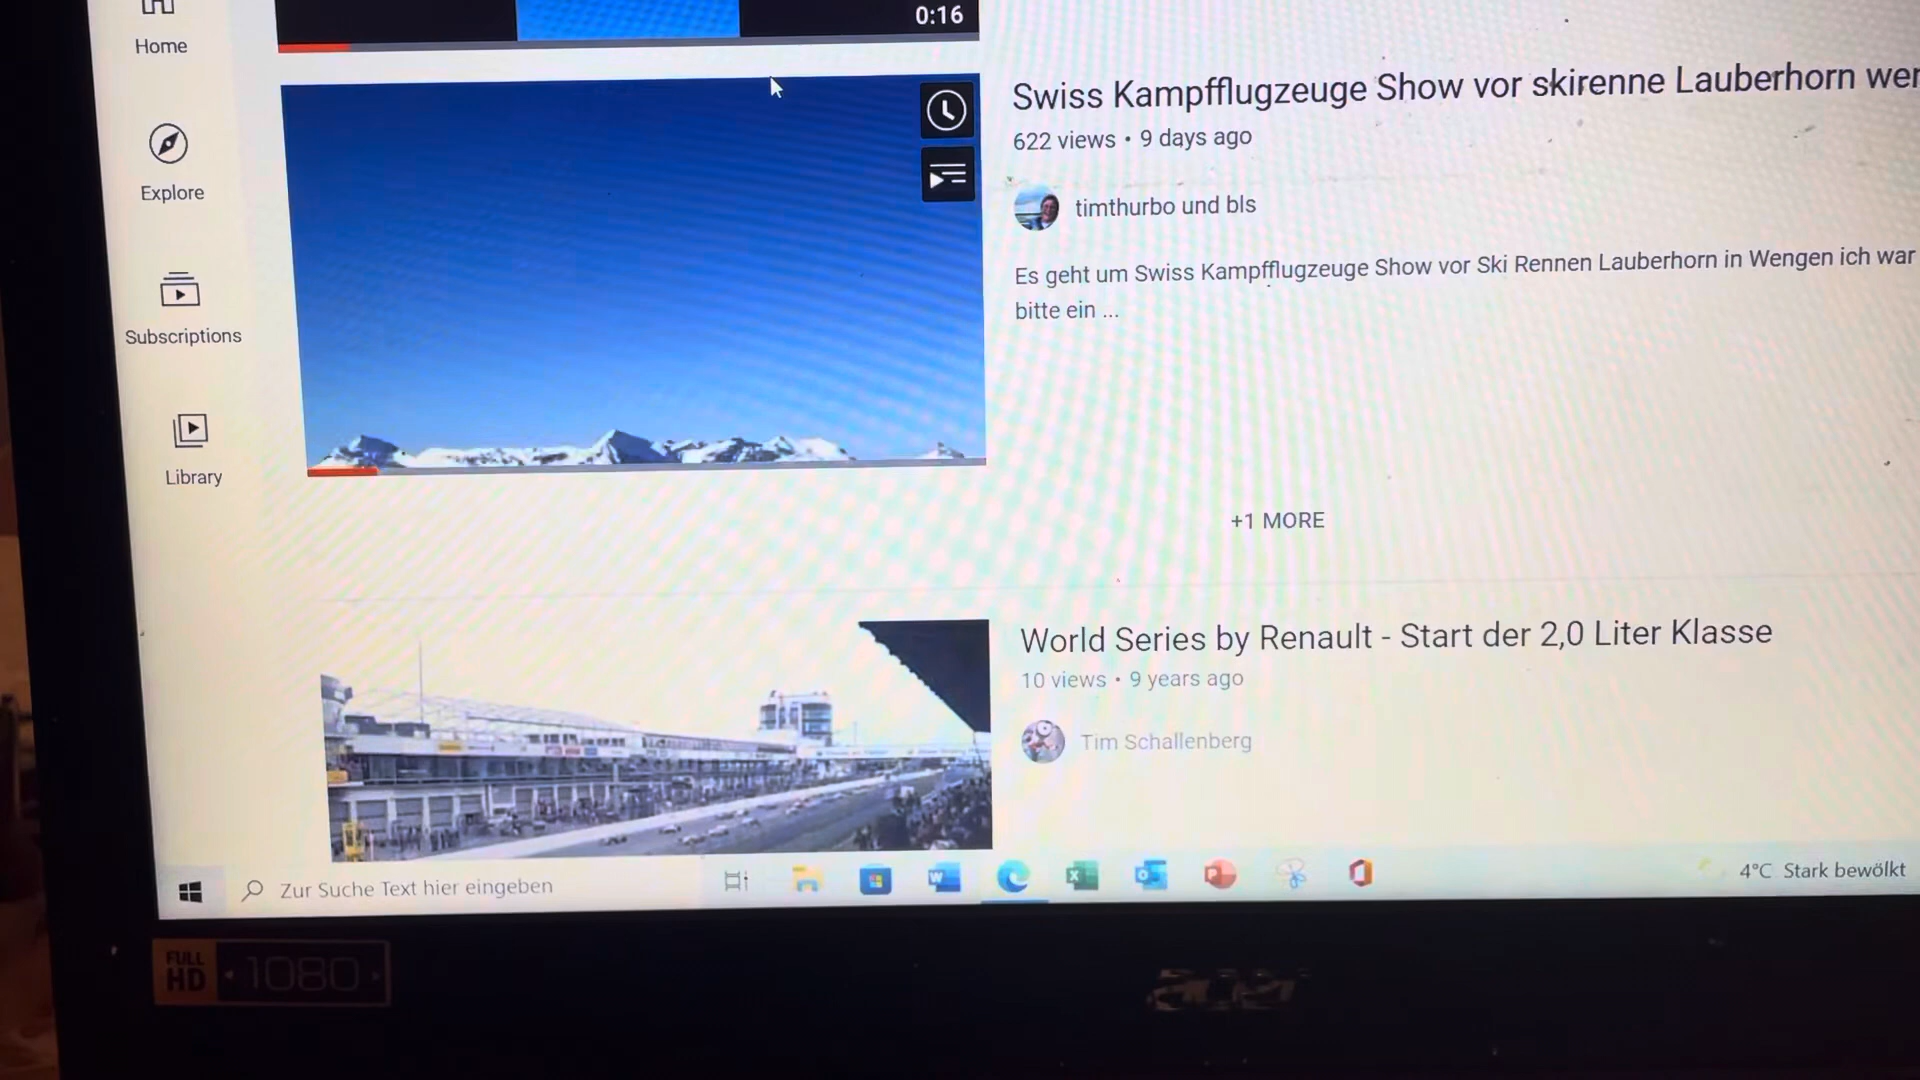 Home
0:16
Explore
Subscriptions
Library
Swiss Kampfflugzeuge Show vor skirenne Lauberhorn
622 views • 9 days ago
timthurbo und bls
Es geht um Swiss Kampfflugzeuge Show vor Ski Rennen Lauberhorn in Wengen ich war
bitte ein ...
+1 MORE
World Series by Renault - Start der 2,0 Liter Klasse
10 views • 9 years ago
Tim Schallenberg
Zur Suche Text hier eingeben
4°C Stark bewölkt
FULL HD 1080
acer